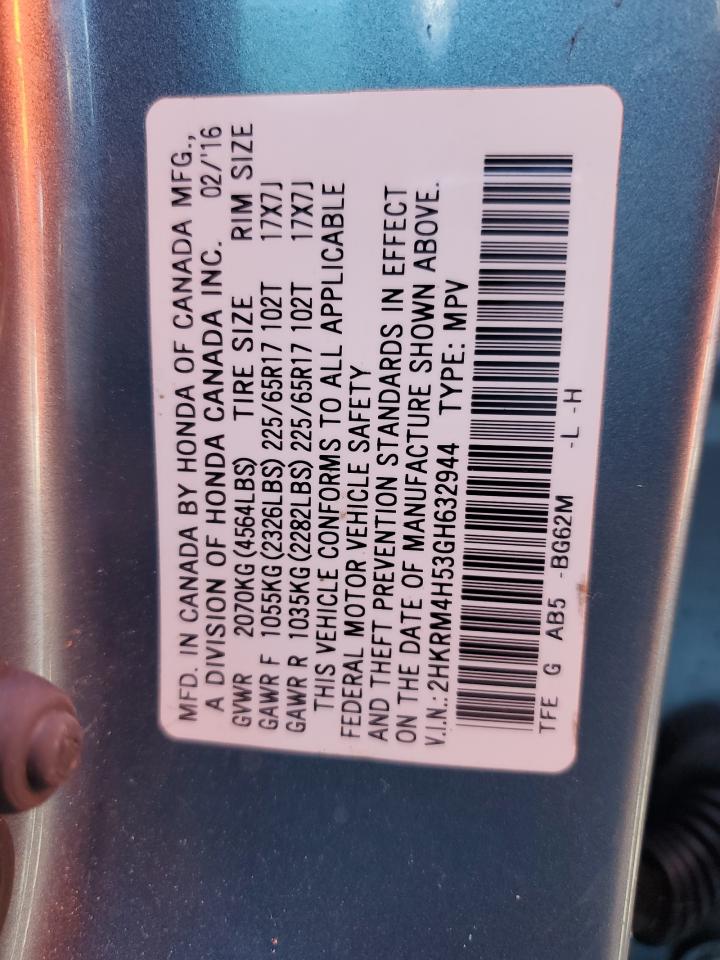 MFD. IN CANADA BY HONDA OF CANADA MFG.,
A DIVISION OF HONDA CANADA INC. 02/'16
GVWR 2070KG(4564LBS) TIRE SIZE RIM SIZE
GAWR F 1055KG(2326LBS) 225/65R17 102T 17X7J
GAWR R 1035KG(2282LBS) 225/65R17 102T 17X7J
THIS VEHICLE CONFORMS TO ALL APPLICABLE
FEDERAL MOTOR VEHICLE SAFETY
AND THEFT PREVENTION STANDARDS IN EFFECT
ON THE DATE OF MANUFACTURE SHOWN ABOVE.
V.I.N.: 2HKRM4H53GH632944 TYPE: MPV
TFE G AB5 -BG62M -L -H